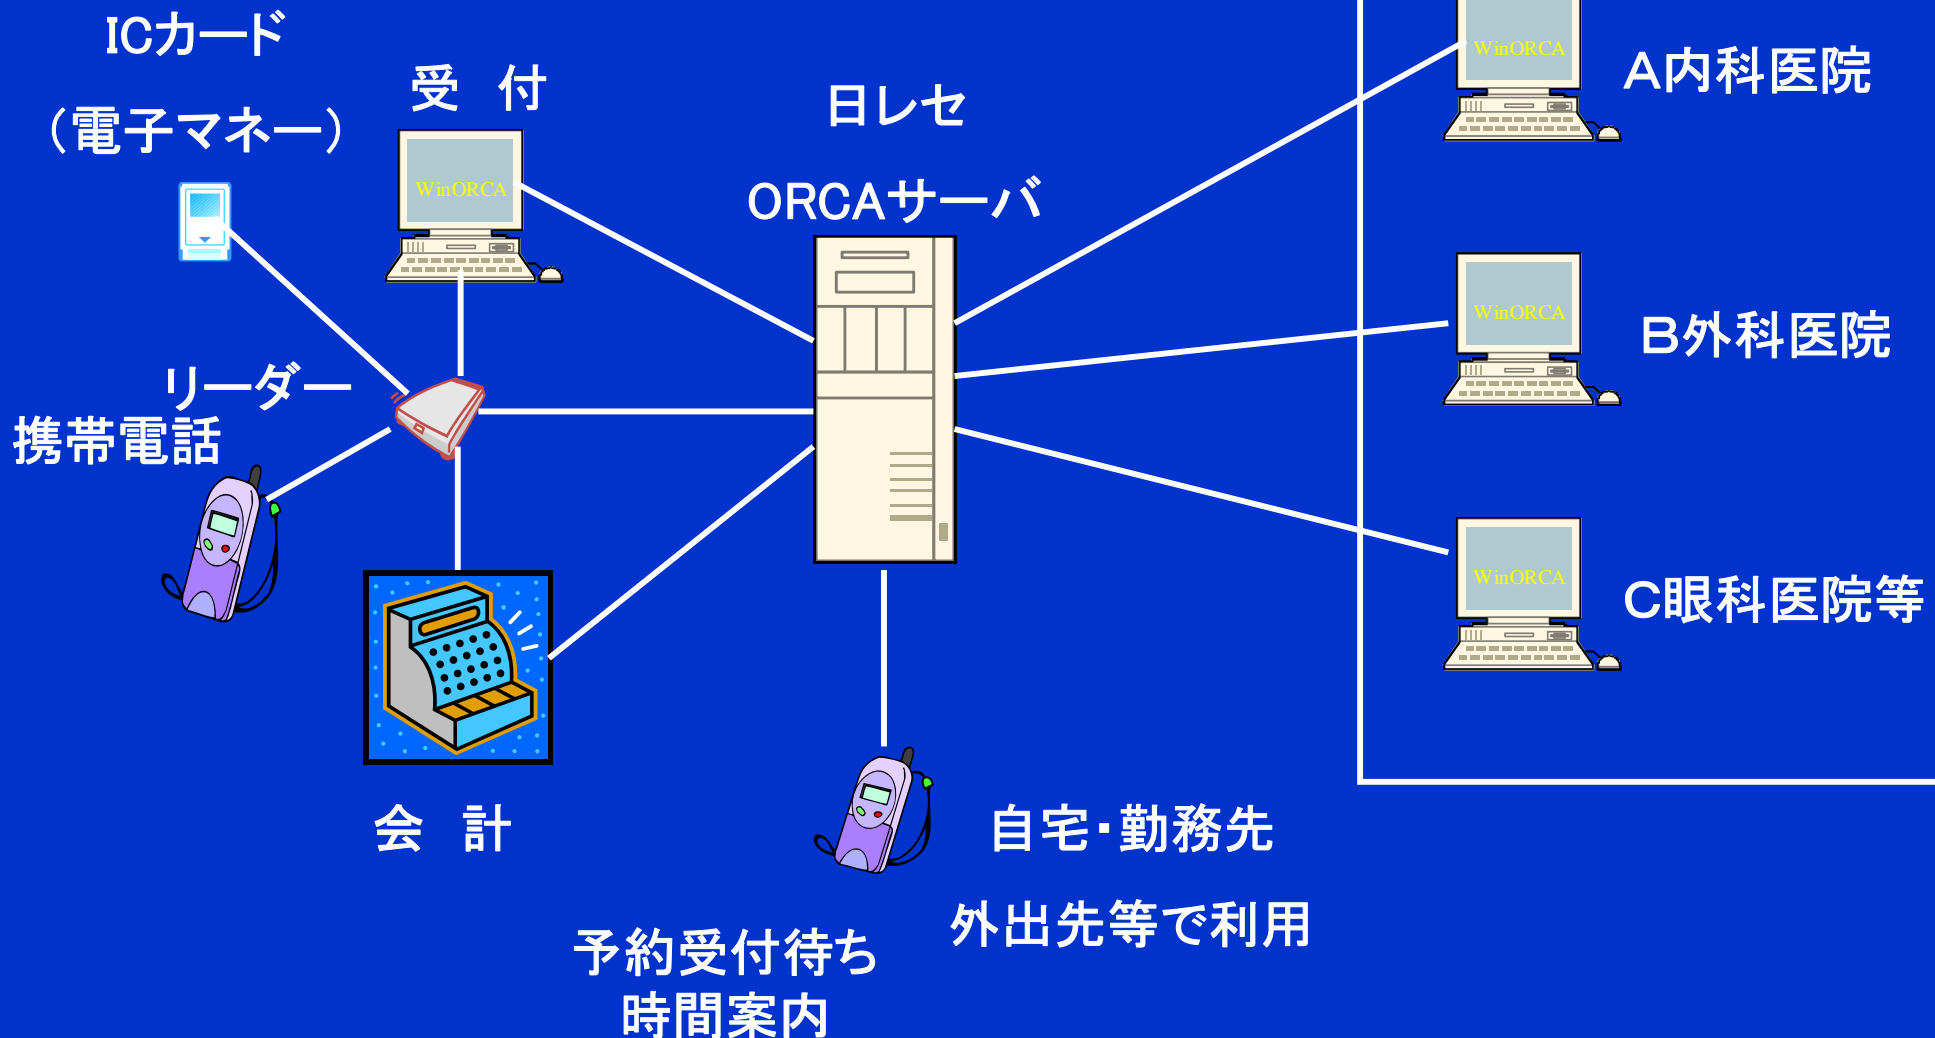 ICカード
（電子マネー）
受　付
WinORCA
リーダー
携帯電話
会　計
日レセ
ORCAサーバ
予約受付待ち
時間案内
自宅・勤務先
外出先等で利用
WinORCA
A内科医院
WinORCA
B外科医院
WinORCA
C眼科医院等